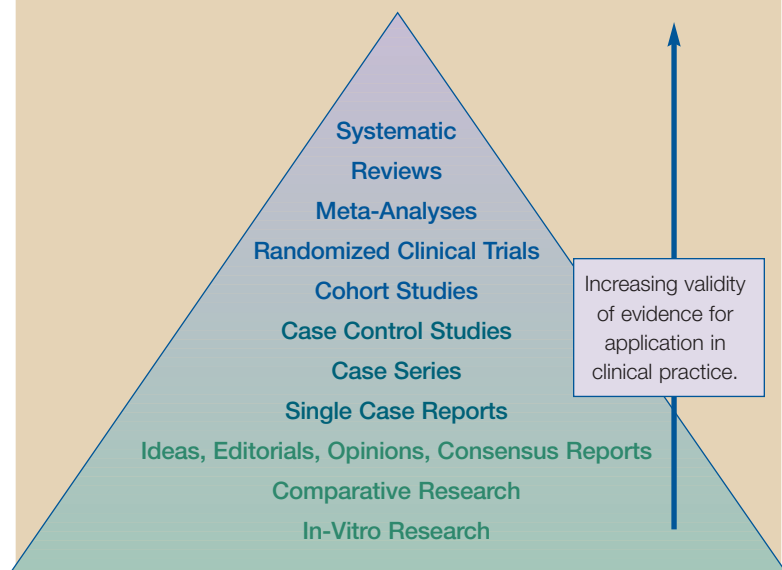 Systematic
Reviews
Meta-Analyses
Randomized Clinical Trials
Cohort Studies
Case Control Studies
Case Series
Single Case Reports
Ideas, Editorials, Opinions, Consensus Reports
Comparative Research
In-Vitro Research
Increasing validity
of evidence for
application in
clinical practice.